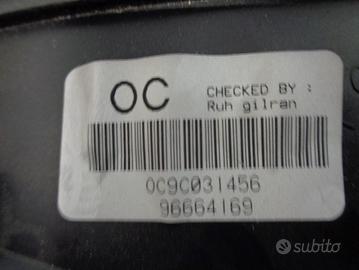 OC
CHECKED BY :
Ruh gilran
0C9C031456
96664169
subito